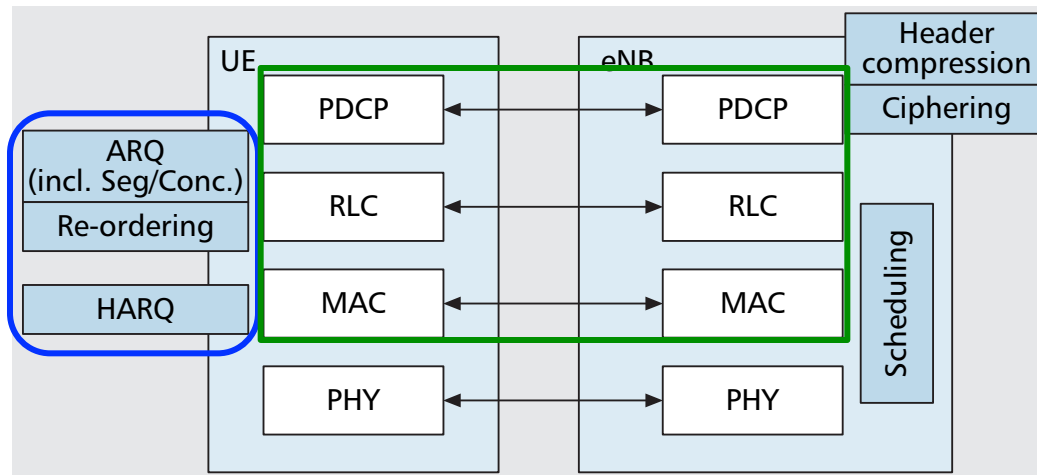 UE
eNB
Header
compression
Ciphering
PDCP
PDCP
ARQ
(incl. Seg/Conc.)
Re-ordering
RLC
RLC
HARQ
MAC
MAC
Scheduling
PHY
PHY